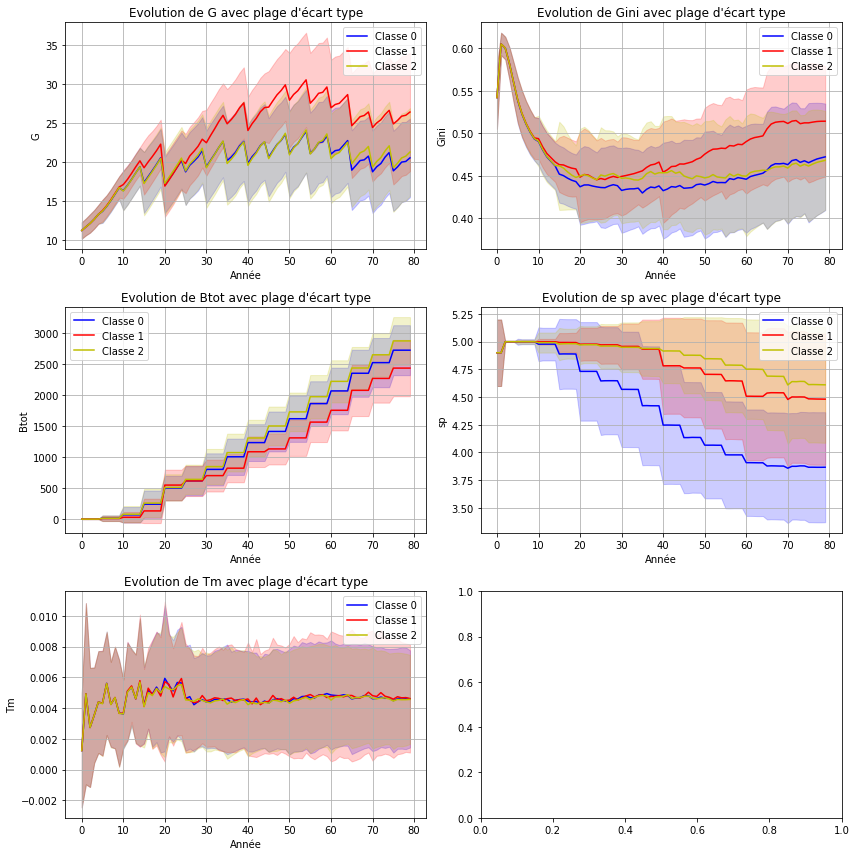 Evolution de G avec plage d'écart type
35
30
25
20
15
10
G
0 10 20 30 40 50 60 70 80
Année
Classe 0
Classe 1
Classe 2
Evolution de Gini avec plage d'écart type
0.60
0.55
0.50
0.45
0.40
Gini
0 10 20 30 40 50 60 70 80
Année
Classe 0
Classe 1
Classe 2
Evolution de Btot avec plage d'écart type
3000
2500
2000
1500
1000
500
0
Btot
0 10 20 30 40 50 60 70 80
Année
Classe 0
Classe 1
Classe 2
Evolution de sp avec plage d'écart type
5.25
5.00
4.75
4.50
4.25
4.00
3.75
3.50
sp
0 10 20 30 40 50 60 70 80
Année
Classe 0
Classe 1
Classe 2
Evolution de Tm avec plage d'écart type
0.010
0.008
0.006
0.004
0.002
0.000
−0.002
Tm
0 10 20 30 40 50 60 70 80
Année
Classe 0
Classe 1
Classe 2
1.0
0.8
0.6
0.4
0.2
0.0
0.0 0.2 0.4 0.6 0.8 1.0